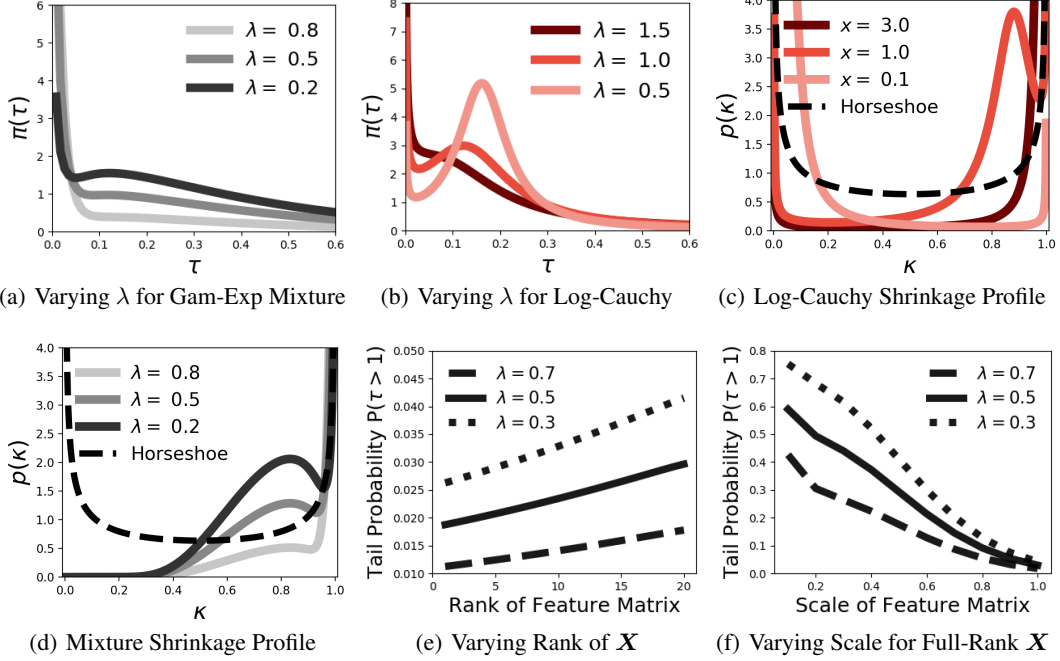 6
5
4
3
2
1
0
0.0 0.1 0.2 0.3 0.4 0.5 0.6
π(τ)
τ
λ = 0.8
λ = 0.5
λ = 0.2
(a) Varying λ for Gam-Exp Mixture
8
7
6
5
4
3
2
1
0
0.0 0.1 0.2 0.3 0.4 0.5 0.6
π(τ)
τ
λ = 1.5
λ = 1.0
λ = 0.5
(b) Varying λ for Log-Cauchy
4.0
3.5
3.0
2.5
2.0
1.5
1.0
0.5
0.0
0.0 0.2 0.4 0.6 0.8 1.0
p(κ)
κ
x = 3.0
x = 1.0
x = 0.1
Horseshoe
(c) Log-Cauchy Shrinkage Profile
4.0
3.5
3.0
2.5
2.0
1.5
1.0
0.5
0.0
0.0 0.2 0.4 0.6 0.8 1.0
p(κ)
κ
λ = 0.8
λ = 0.5
λ = 0.2
Horseshoe
(d) Mixture Shrinkage Profile
0.050
0.045
0.040
0.035
0.030
0.025
0.020
0.015
0.010
0 5 10 15 20
Tail Probability P(τ > 1)
Rank of Feature Matrix
λ = 0.7
λ = 0.5
λ = 0.3
(e) Varying Rank of X
0.8
0.7
0.6
0.5
0.4
0.3
0.2
0.1
0.0
0.2 0.4 0.6 0.8 1.0
Tail Probability P(τ > 1)
Scale of Feature Matrix
λ = 0.7
λ = 0.5
λ = 0.3
(f) Varying Scale for Full-Rank X